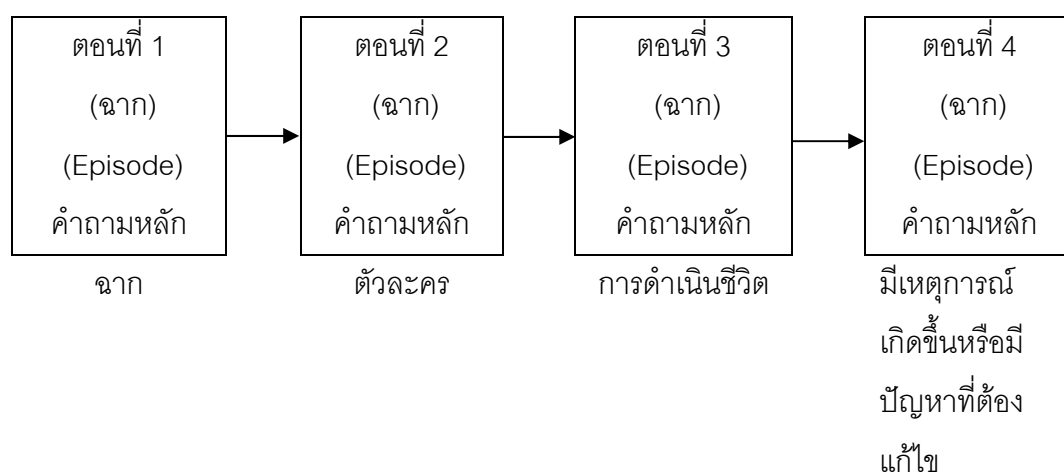 ตอนที่ 1
(ฉาก)
(Episode)
คำถามหลัก
ฉาก
ตอนที่ 2
(ฉาก)
(Episode)
คำถามหลัก
ตัวละคร
ตอนที่ 3
(ฉาก)
(Episode)
คำถามหลัก
การดำเนินชีวิต
ตอนที่ 4
(ฉาก)
(Episode)
คำถามหลัก
มีเหตุการณ์
เกิดขึ้นหรือมี
ปัญหาที่ต้อง
แก้ไข